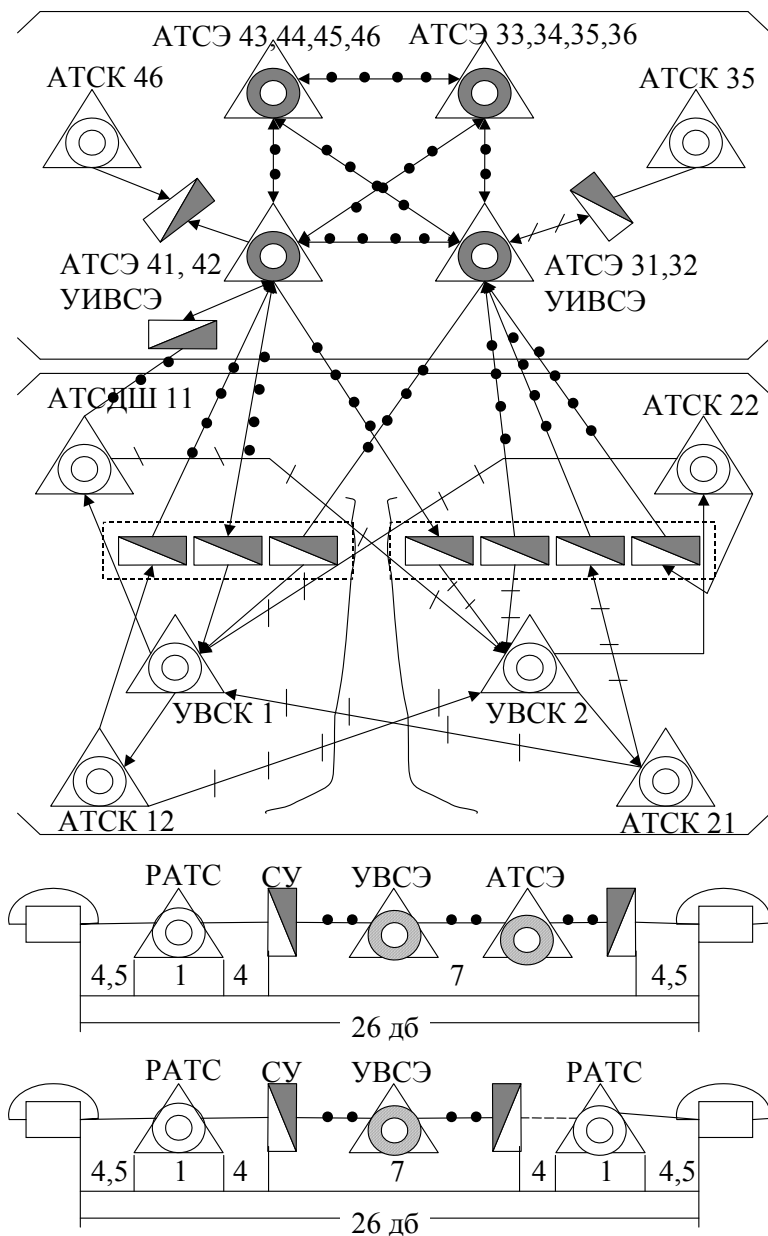 АТСЭ 43,44,45,46
АТСЭ 33,34,35,36
АТСК 46
АТСК 35
АТСЭ 41, 42
УИВСЭ
АТСЭ 31,32
УИВСЭ
АТСДШ 11
АТСК 22
УВСК 1
УВСК 2
АТСК 12
АТСК 21
РАТС
СУ
УВСЭ
АТСЭ
4,5
1
4
7
4,5
26 дб
РАТС
СУ
УВСЭ
РАТС
4,5
1
4
7
4
1
4,5
26 дб